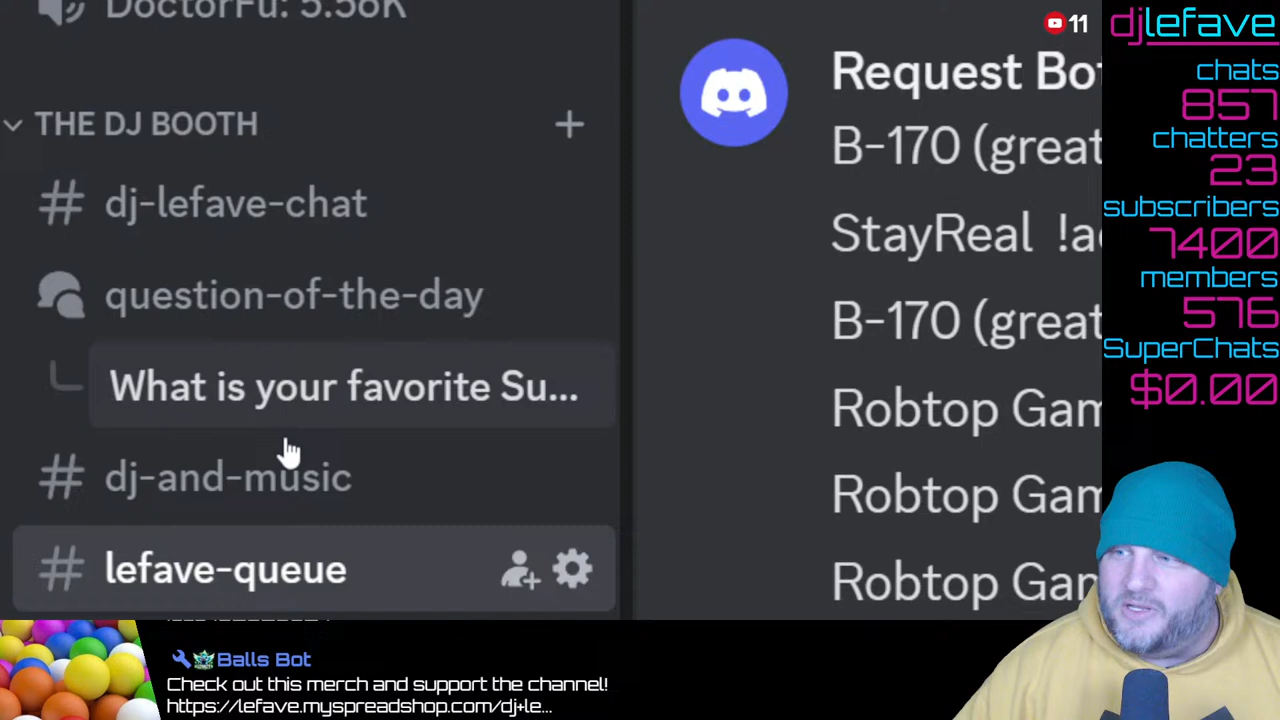 DoctorFu: 5.56K
THE DJ BOOTH
dj-lefave-chat
question-of-the-day
What is your favorite Su...
dj-and-music
lefave-queue
11
Request Bot
B-170 (great
StayReal !a
B-170 (great
Robtop Gam
Robtop Gam
Robtop Gam
djlefave
chats
857
chatters
23
subscribers
7400
members
576
SuperChats
$0.00
Balls Bot
Check out this merch and support the channel!
https://lefave.myspreadshop.com/dj+le...